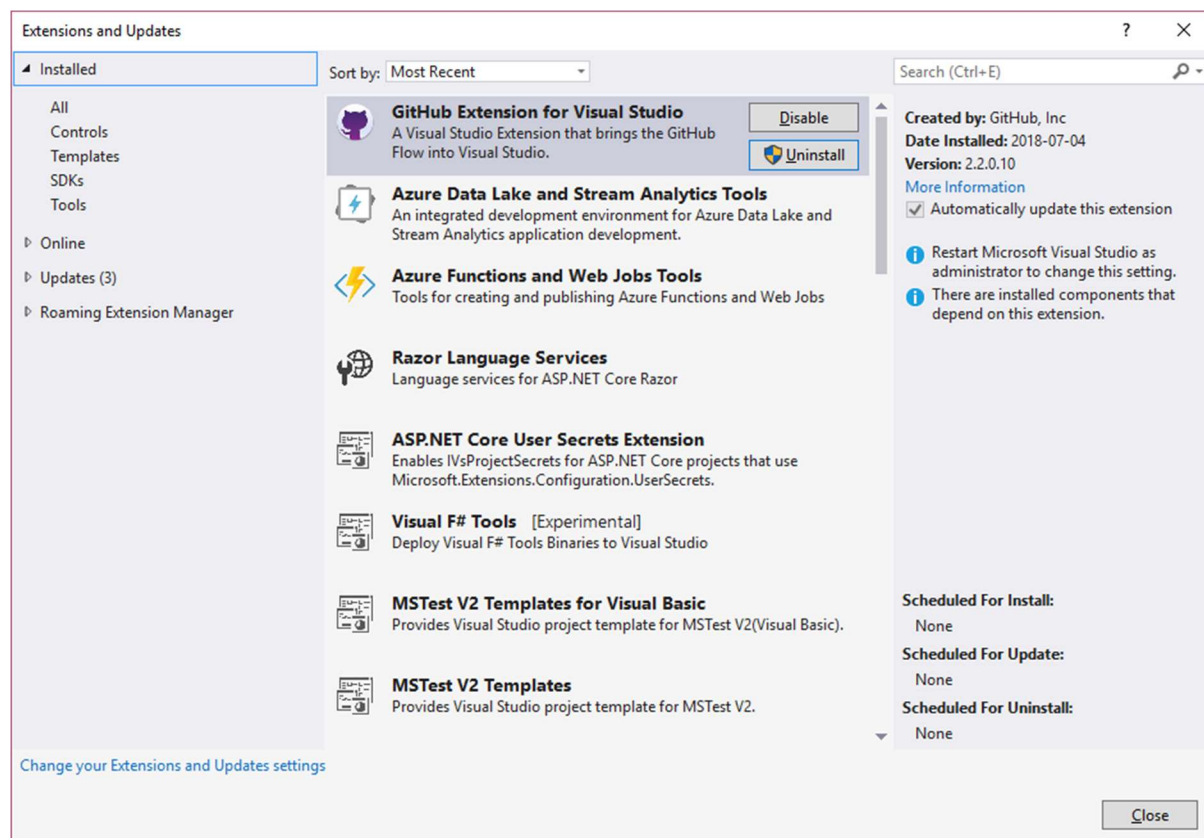 Extensions and Updates
?
Installed
All
Controls
Templates
SDKs
Tools
Online
Updates (3)
Roaming Extension Manager
Change your Extensions and Updates settings
Sort by: Most Recent
GitHub Extension for Visual Studio
A Visual Studio Extension that brings the GitHub
Flow into Visual Studio.
Disable
Uninstall
Azure Data Lake and Stream Analytics Tools
An integrated development environment for Azure Data Lake and
Stream Analytics application development.
Azure Functions and Web Jobs Tools
Tools for creating and publishing Azure Functions and Web Jobs
Razor Language Services
Language services for ASP.NET Core Razor
ASP.NET Core User Secrets Extension
Enables IVsProjectSecrets for ASP.NET Core projects that use
Microsoft.Extensions.Configuration.UserSecrets.
Visual F# Tools [Experimental]
Deploy Visual F# Tools Binaries to Visual Studio
MSTest V2 Templates for Visual Basic
Provides Visual Studio project template for MSTest V2(Visual Basic).
MSTest V2 Templates
Provides Visual Studio project template for MSTest V2.
Search (Ctrl+E)
Created by: GitHub, Inc
Date Installed: 2018-07-04
Version: 2.2.0.10
More Information
Automatically update this extension
Restart Microsoft Visual Studio as
administrator to change this setting.
There are installed components that
depend on this extension.
Scheduled For Install:
None
Scheduled For Update:
None
Scheduled For Uninstall:
None
Close